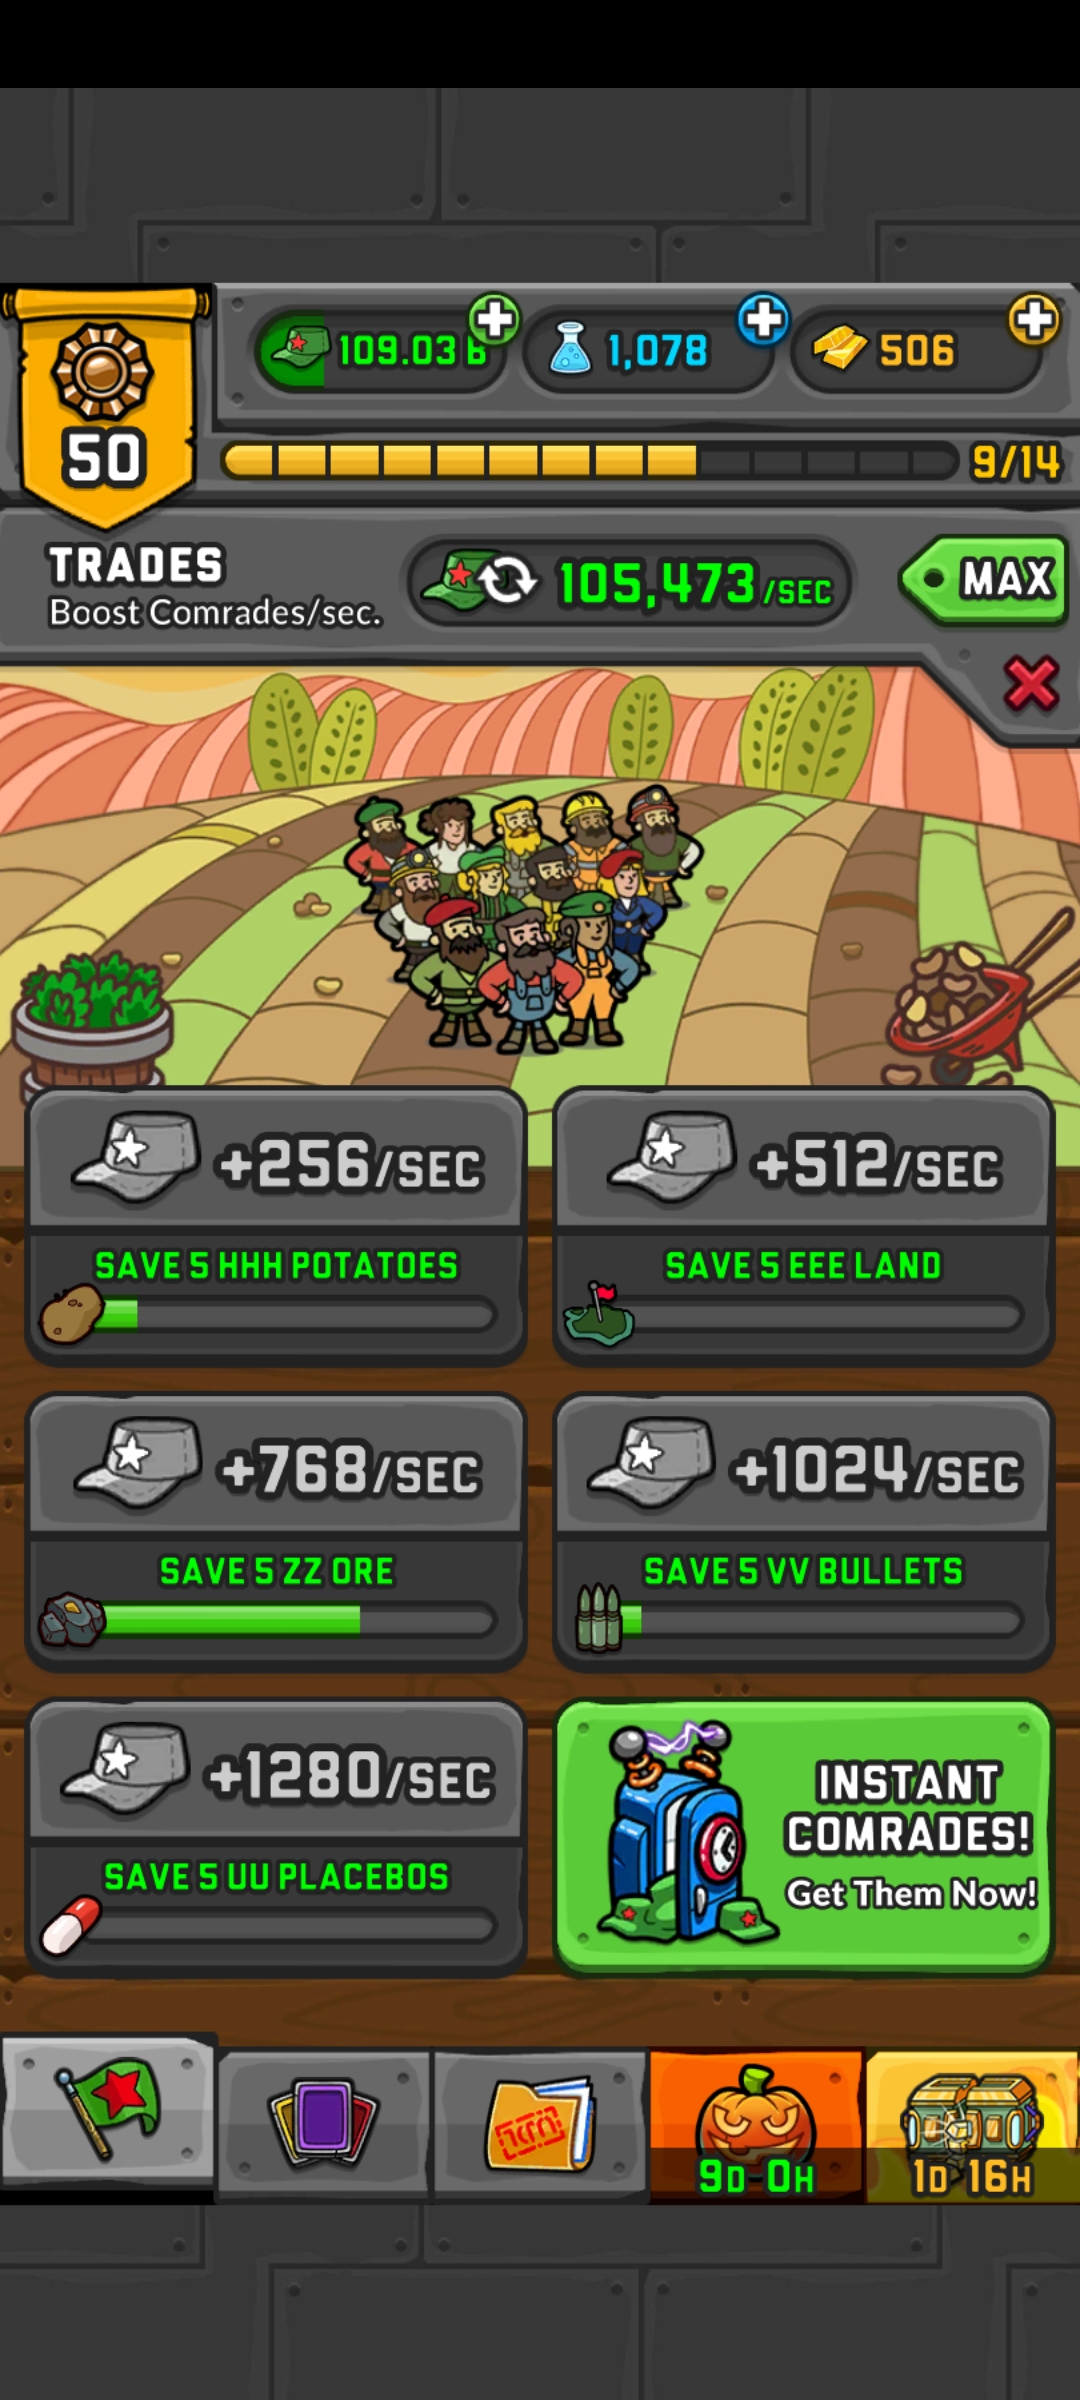 109.03 B
1,078
506
50
9/14
TRADES
Boost Comrades/sec.
105,473/SEC
MAX
+256/SEC
SAVE 5 HHH POTATOES
+512/SEC
SAVE 5 EEE LAND
+768/SEC
SAVE 5 ZZ ORE
+1024/SEC
SAVE 5 VV BULLETS
+1280/SEC
SAVE 5 UU PLACEBOS
INSTANT
COMRADES!
Get Them Now!
9D 0H
1D 16H